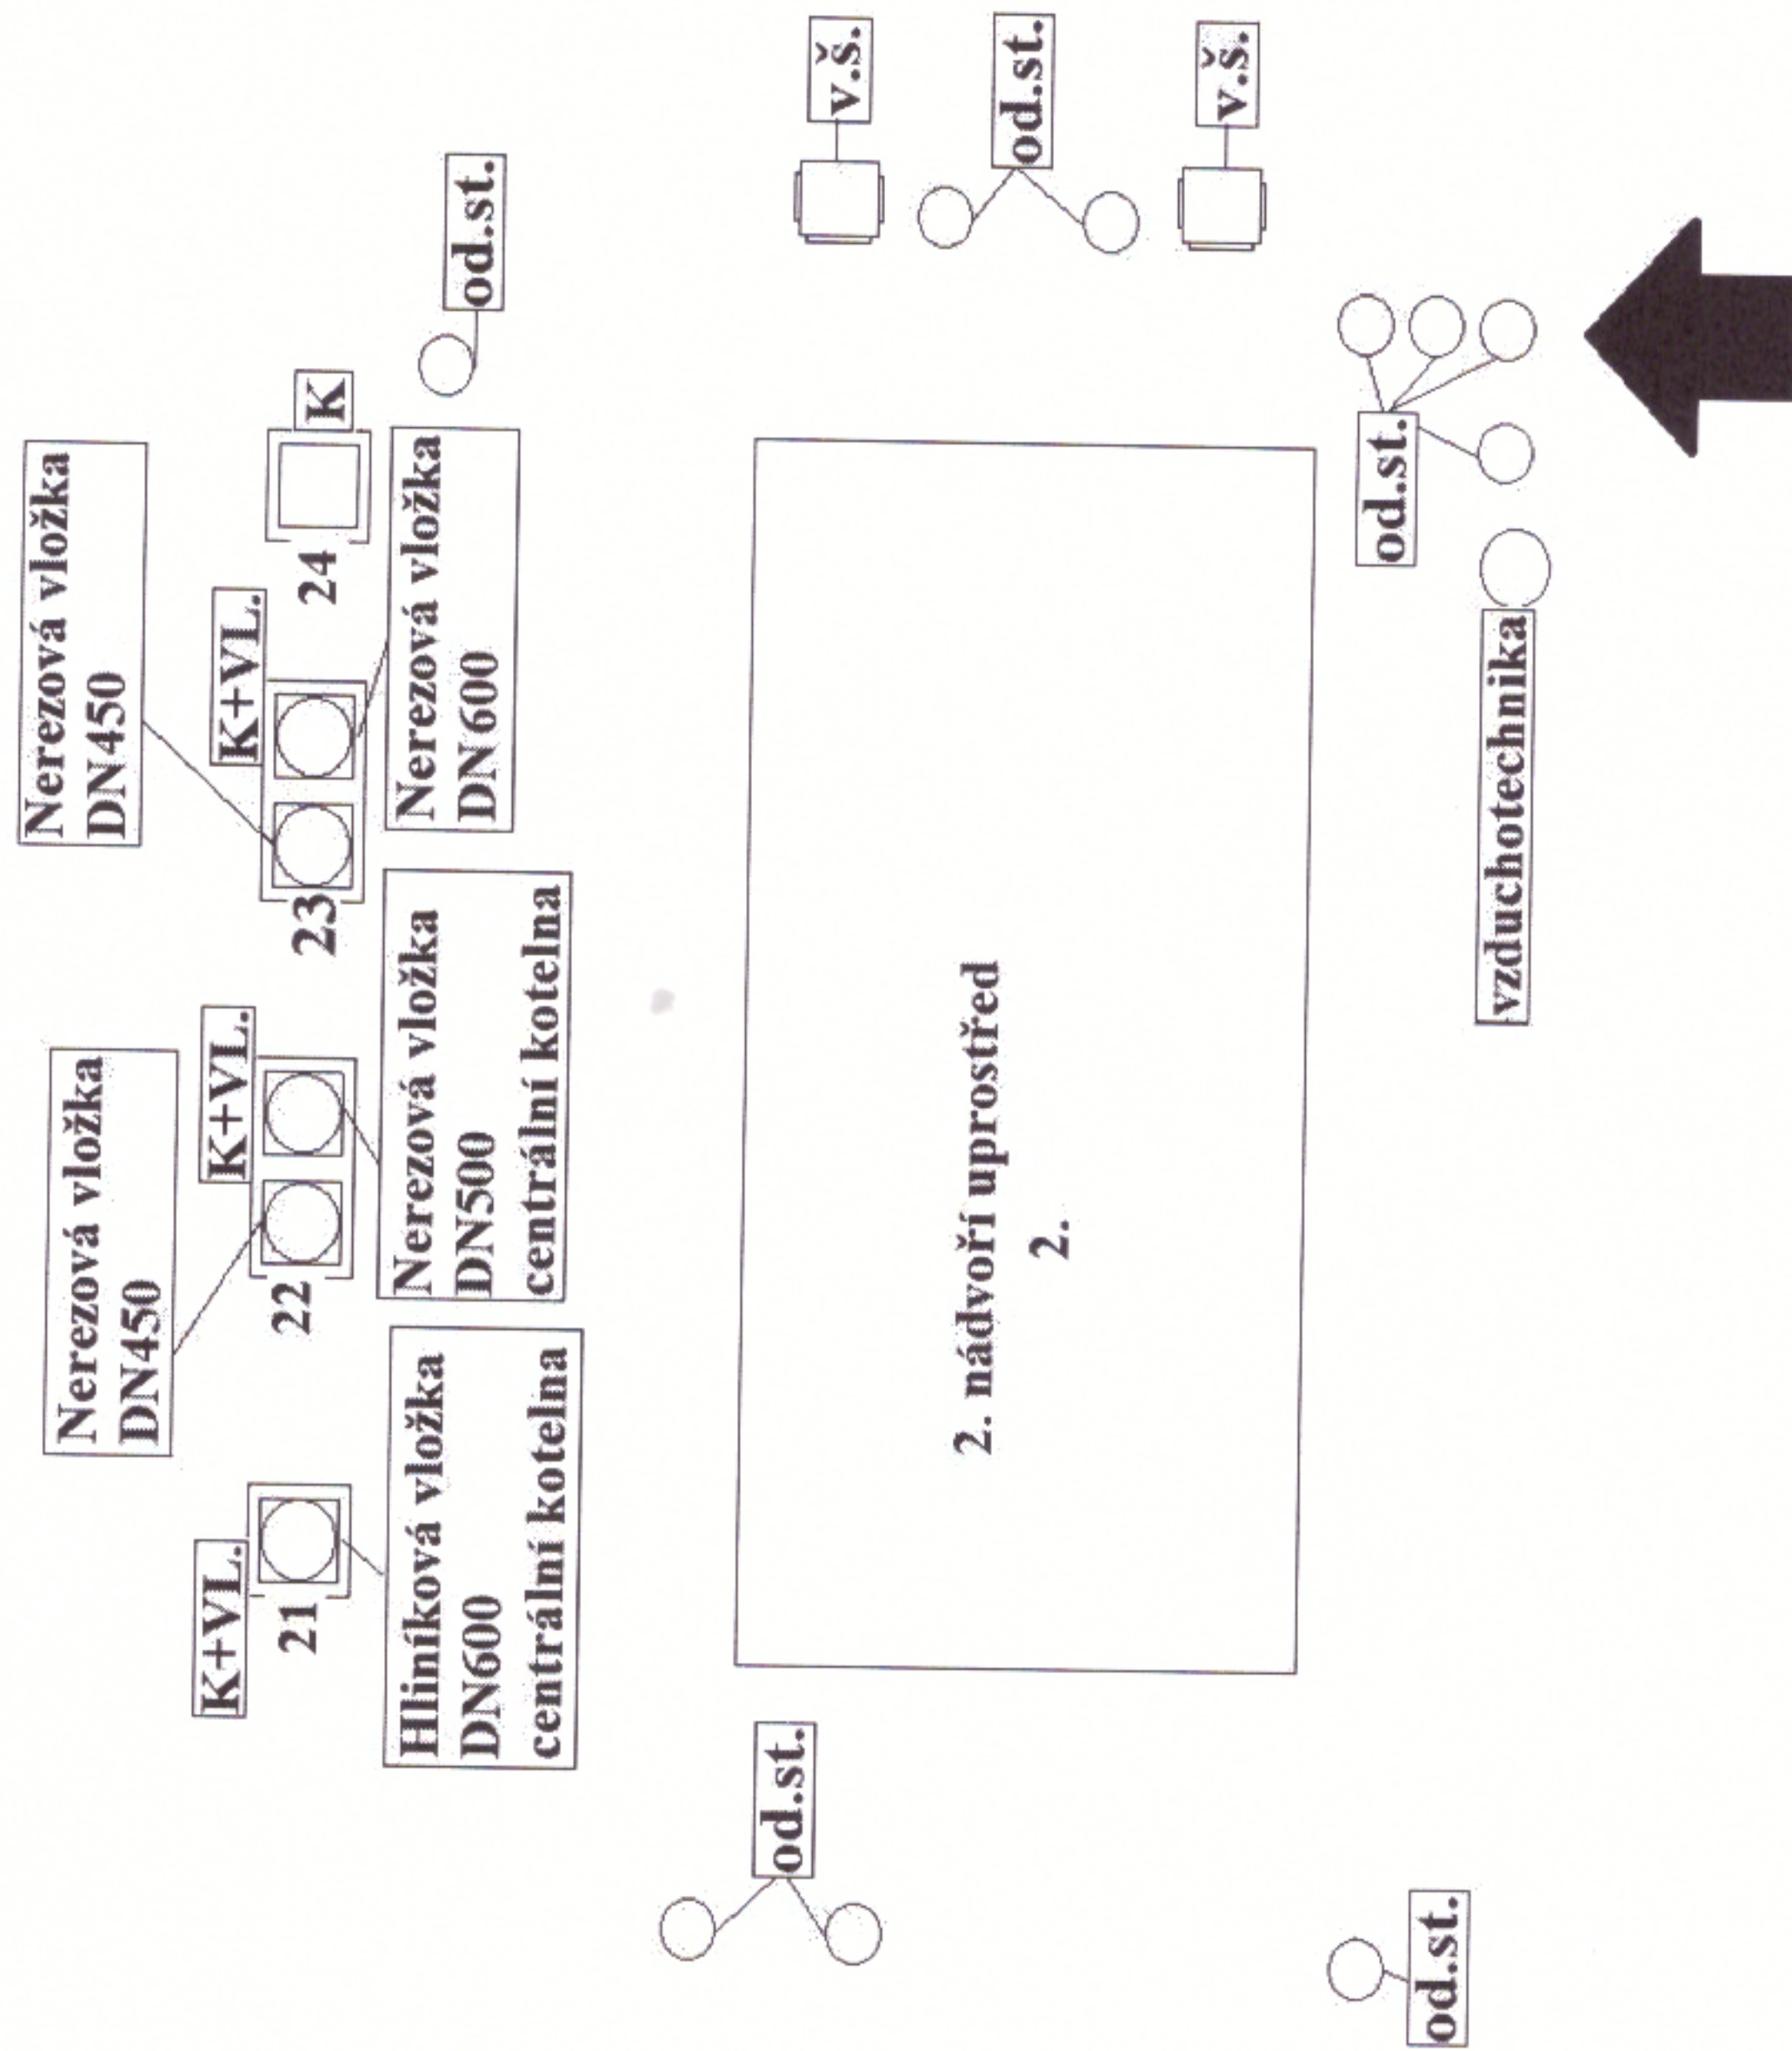 Nerezová vložka
DN450
Nerezová vložka
DN450
K+VL.
K+VL.
K+VL.
K
21
22
23
24
Hliníková vložka
DN600
centrální kotelna
Nerezová vložka
DN500
centrální kotelna
Nerezová vložka
DN600
od.st.
od.st.
v.š.
od.st.
v.š.
2. nádvoří uprostřed
2.
od.st.
vzduchotechnika
od.st.